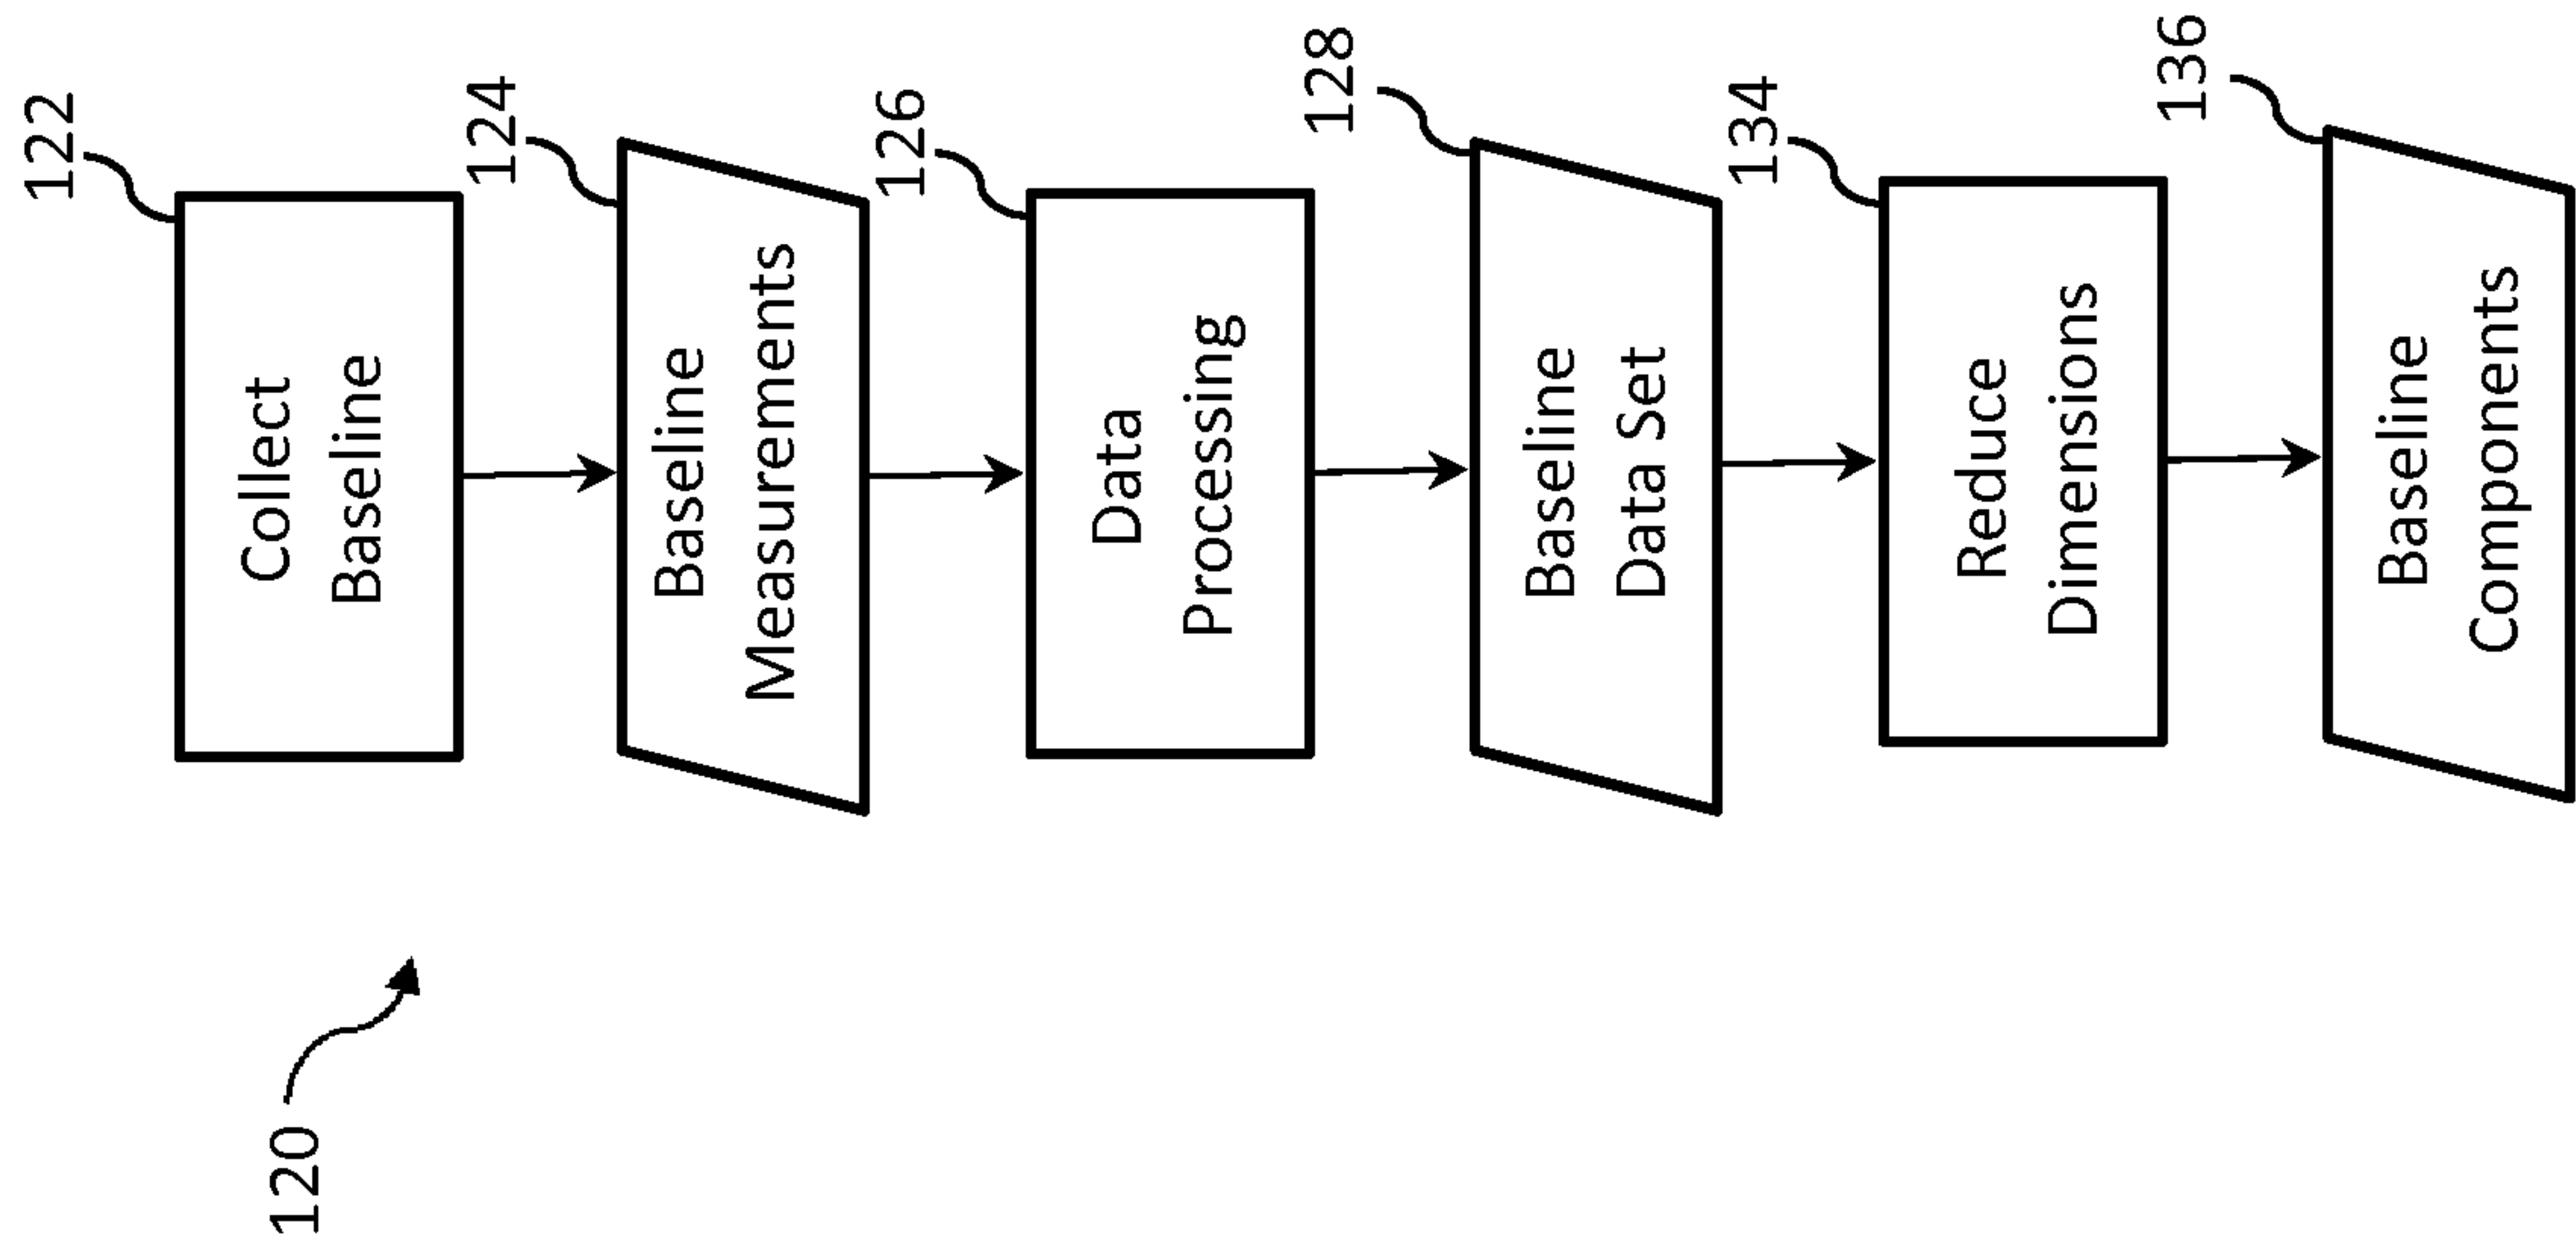 120
122
Collect
Baseline
124
Baseline
Measurements
126
Data
Processing
128
Baseline
Data Set
134
Reduce
Dimensions
136
Baseline
Components